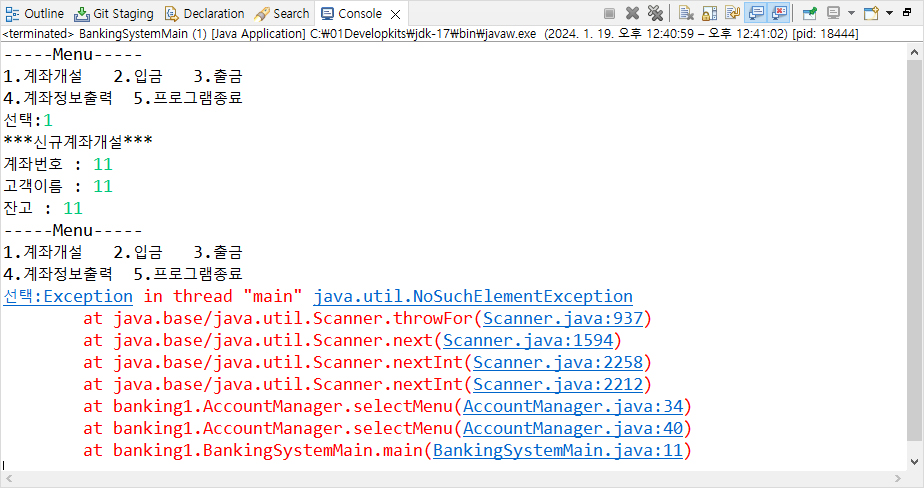 Outline Git Staging Declaration Search Console
<terminated> BankingSystemMain (1) [Java Application] C:₩01Developkits₩jdk-17₩bin₩javaw.exe (2024. 1. 19. 오후 12:40:59 – 오후 12:41:02) [pid: 18444]
-----Menu-----
1.계좌개설 2.입금 3.출금
4.계좌정보출력 5.프로그램종료
선택:1
***신규계좌개설***
계좌번호 : 11
고객이름 : 11
잔고 : 11
-----Menu-----
1.계좌개설 2.입금 3.출금
4.계좌정보출력 5.프로그램종료
선택:Exception in thread "main" java.util.NoSuchElementException
at java.base/java.util.Scanner.throwFor(Scanner.java:937)
at java.base/java.util.Scanner.next(Scanner.java:1594)
at java.base/java.util.Scanner.nextInt(Scanner.java:2258)
at java.base/java.util.Scanner.nextInt(Scanner.java:2212)
at banking1.AccountManager.selectMenu(AccountManager.java:34)
at banking1.AccountManager.selectMenu(AccountManager.java:40)
at banking1.BankingSystemMain.main(BankingSystemMain.java:11)